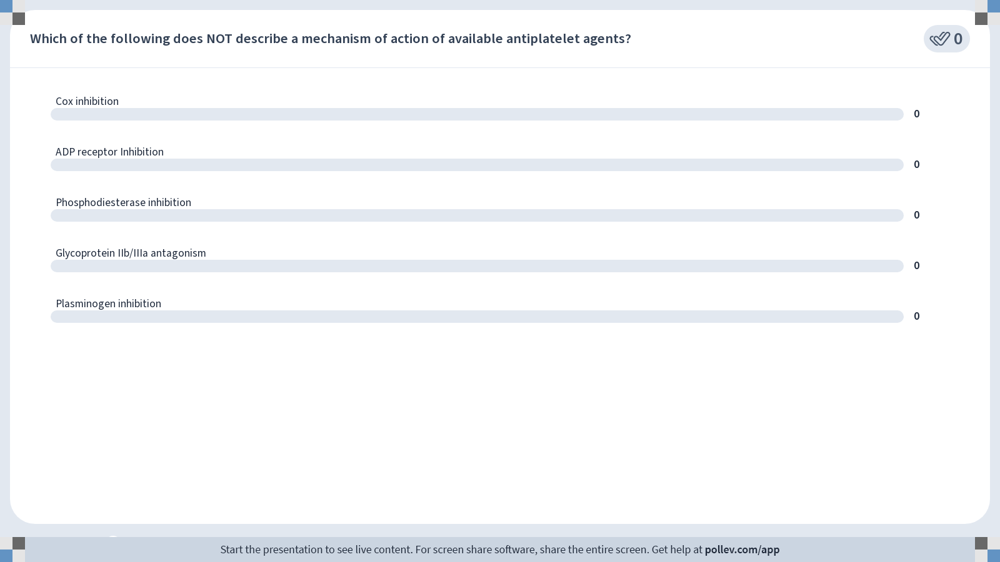 Which of the following does NOT describe a mechanism of action of available antiplatelet agents?
0
Cox inhibition
0
ADP receptor Inhibition
0
Phosphodiesterase inhibition
0
Glycoprotein IIb/IIIa antagonism
0
Plasminogen inhibition
0
Start the presentation to see live content. For screen share software, share the entire screen. Get help at pollev.com/app